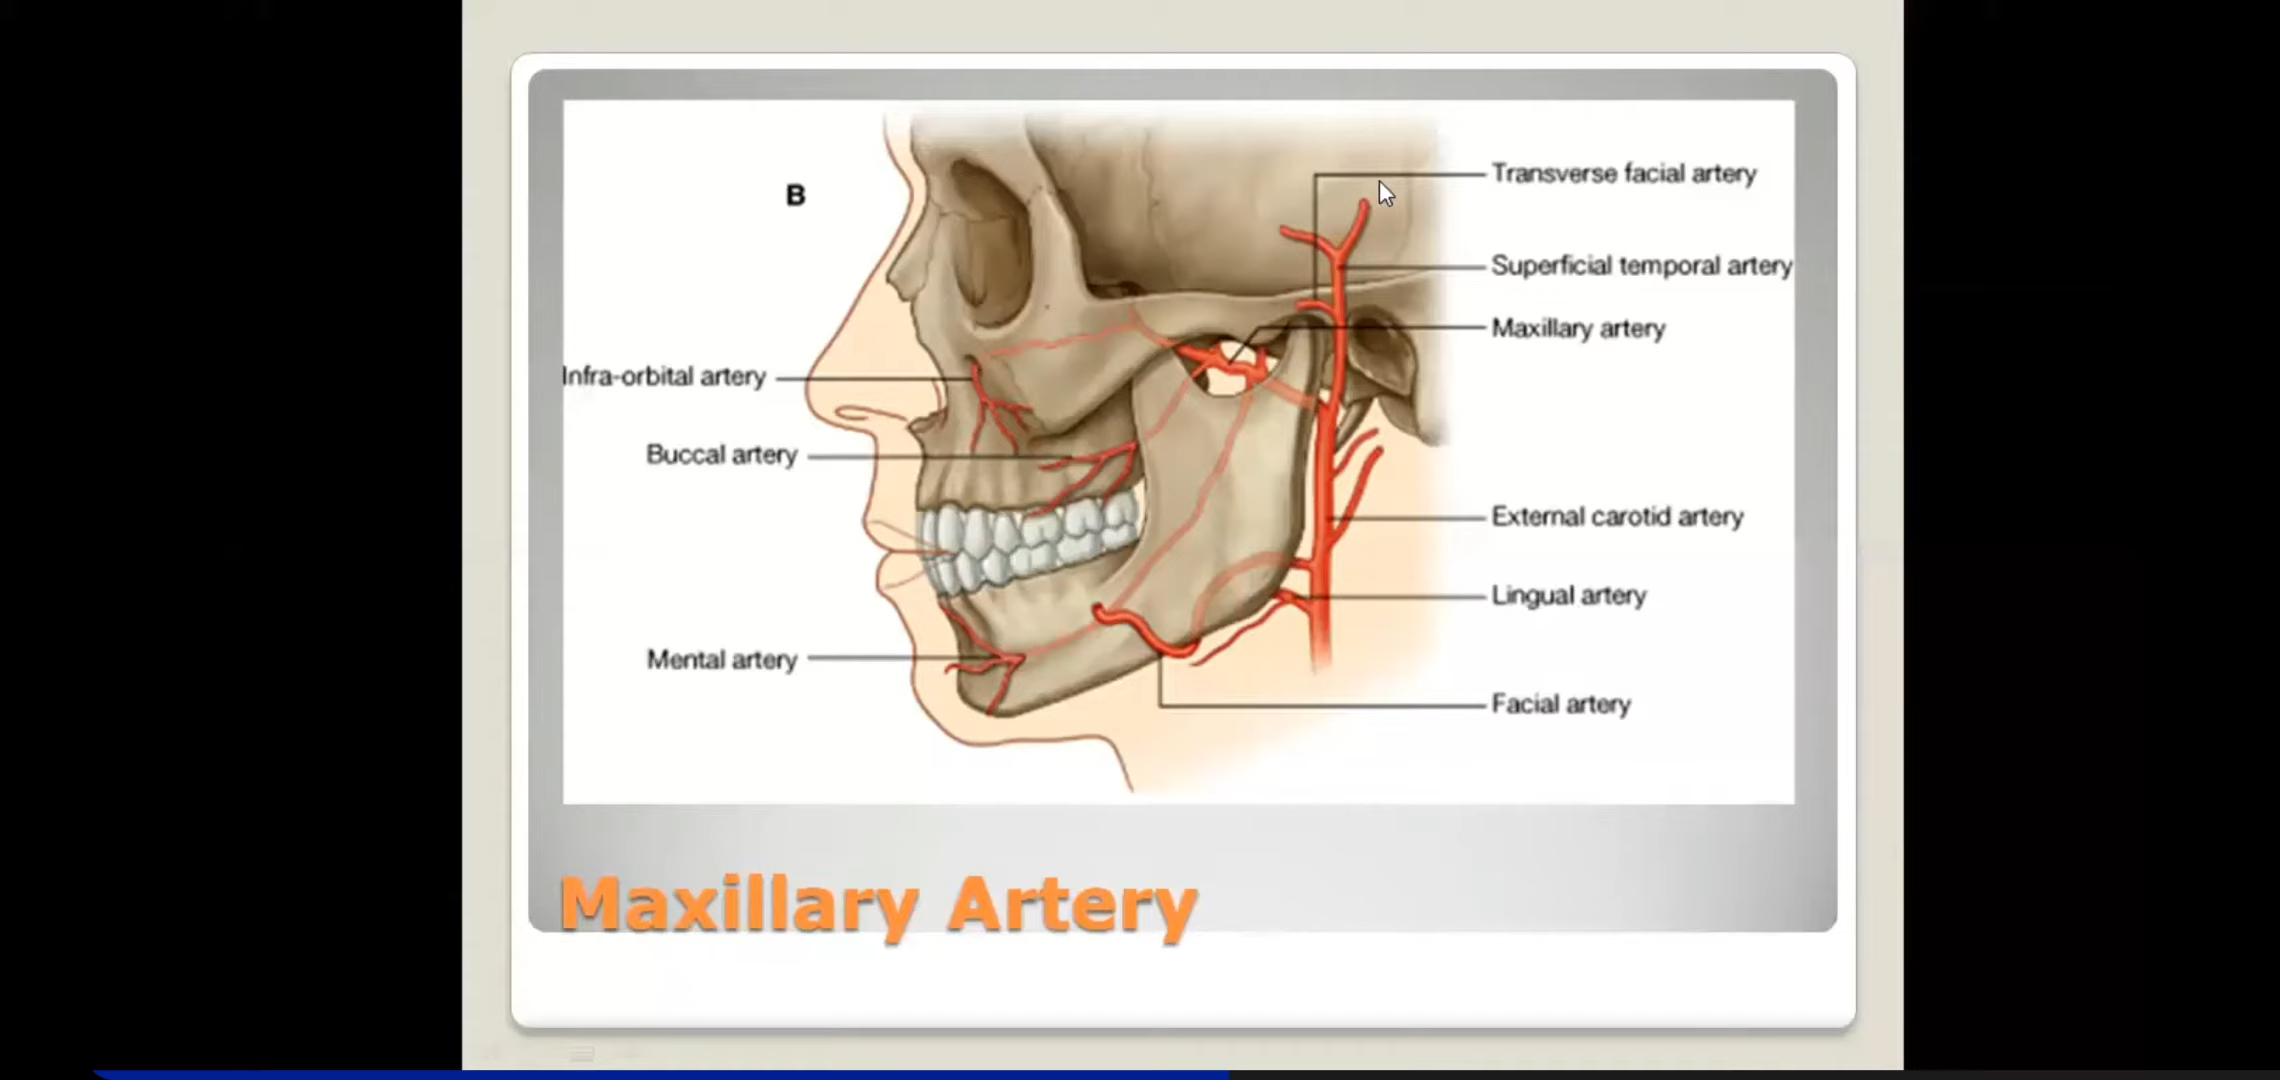 B
Transverse facial artery
Superficial temporal artery
Maxillary artery
Infra-orbital artery
Buccal artery
External carotid artery
Lingual artery
Mental artery
Facial artery
Maxillary Artery